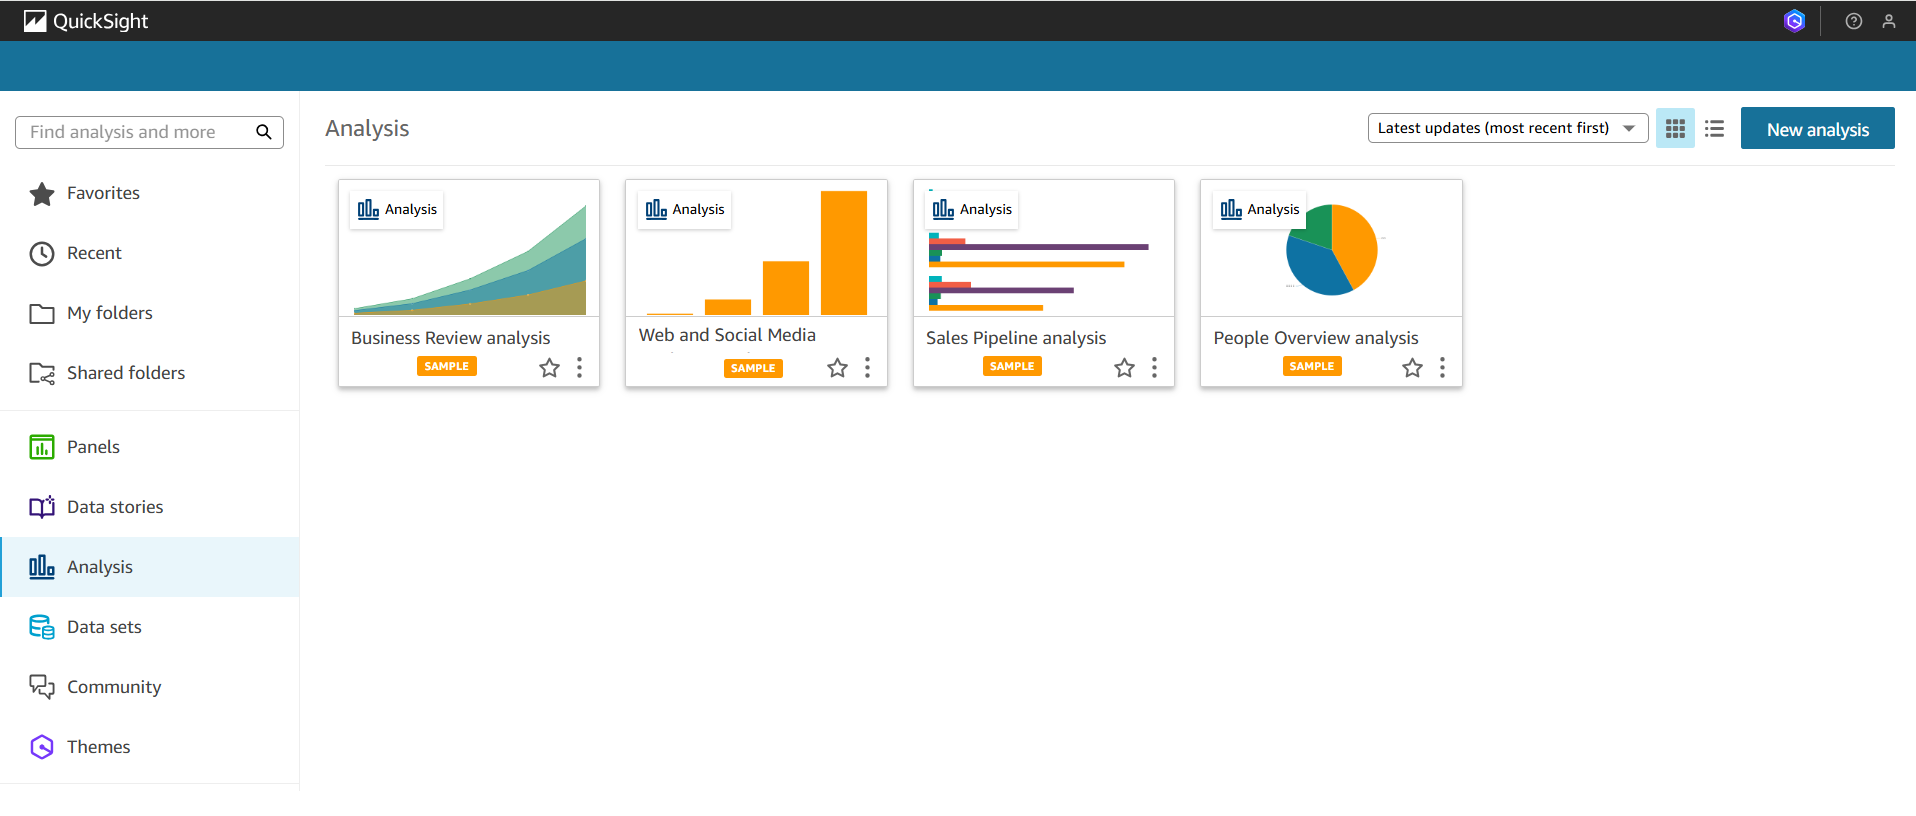 QuickSight
Find analysis and more
Favorites
Recent
My folders
Shared folders
Panels
Data stories
Analysis
Data sets
Community
Themes
Analysis
Latest updates (most recent first)
New analysis
Analysis
Business Review analysis
SAMPLE
Analysis
Web and Social Media
SAMPLE
Analysis
Sales Pipeline analysis
SAMPLE
Analysis
People Overview analysis
SAMPLE